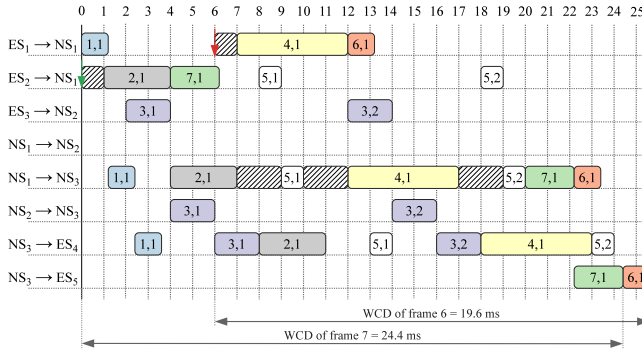 0 1 2 3 4 5 6 7 8 9 10 11 12 13 14 15 16 17 18 19 20 21 22 23 24 25
ES1 → NS1 1,1 4,1 6,1
ES2 → NS1 2,1 7,1 5,1 5,2
ES3 → NS2 3,1 3,2
NS1 → NS2
NS1 → NS3 1,1 2,1 5,1 4,1 5,2 7,1 6,1
NS2 → NS3 3,1 3,2
NS3 → ES4 1,1 3,1 2,1 5,1 3,2 4,1 5,2
NS3 → ES5 7,1 6,1
WCD of frame 6 = 19.6 ms
WCD of frame 7 = 24.4 ms